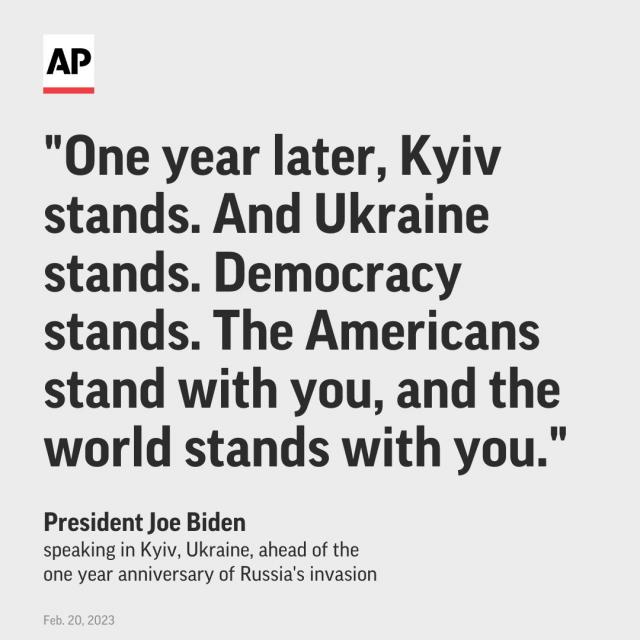 AP
"One year later, Kyiv
stands. And Ukraine
stands. Democracy
stands. The Americans
stand with you, and the
world stands with you."
President Joe Biden
speaking in Kyiv, Ukraine, ahead of the
one year anniversary of Russia's invasion
Feb. 20, 2023